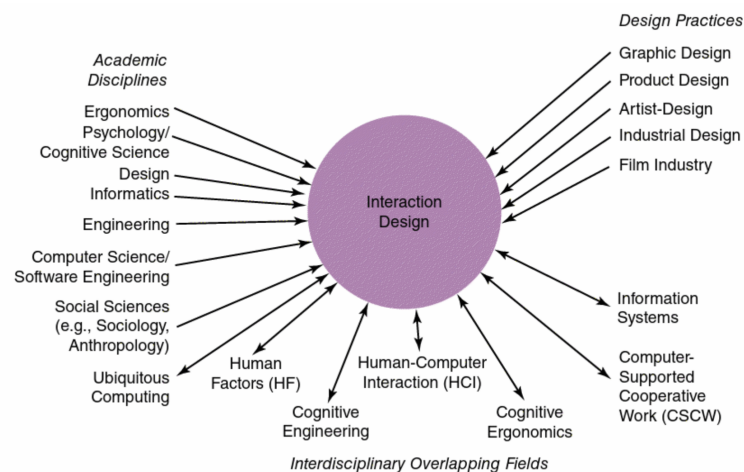 Academic
Disciplines
Ergonomics
Psychology/
Cognitive Science
Design
Informatics
Engineering
Computer Science/
Software Engineering
Social Sciences
(e.g., Sociology,
Anthropology)
Ubiquitous
Computing
Interaction
Design
Design Practices
Graphic Design
Product Design
Artist-Design
Industrial Design
Film Industry
Human
Factors (HF)
Cognitive
Engineering
Human-Computer
Interaction (HCI)
Cognitive
Ergonomics
Information
Systems
Computer-
Supported
Cooperative
Work (CSCW)
Interdisciplinary Overlapping Fields